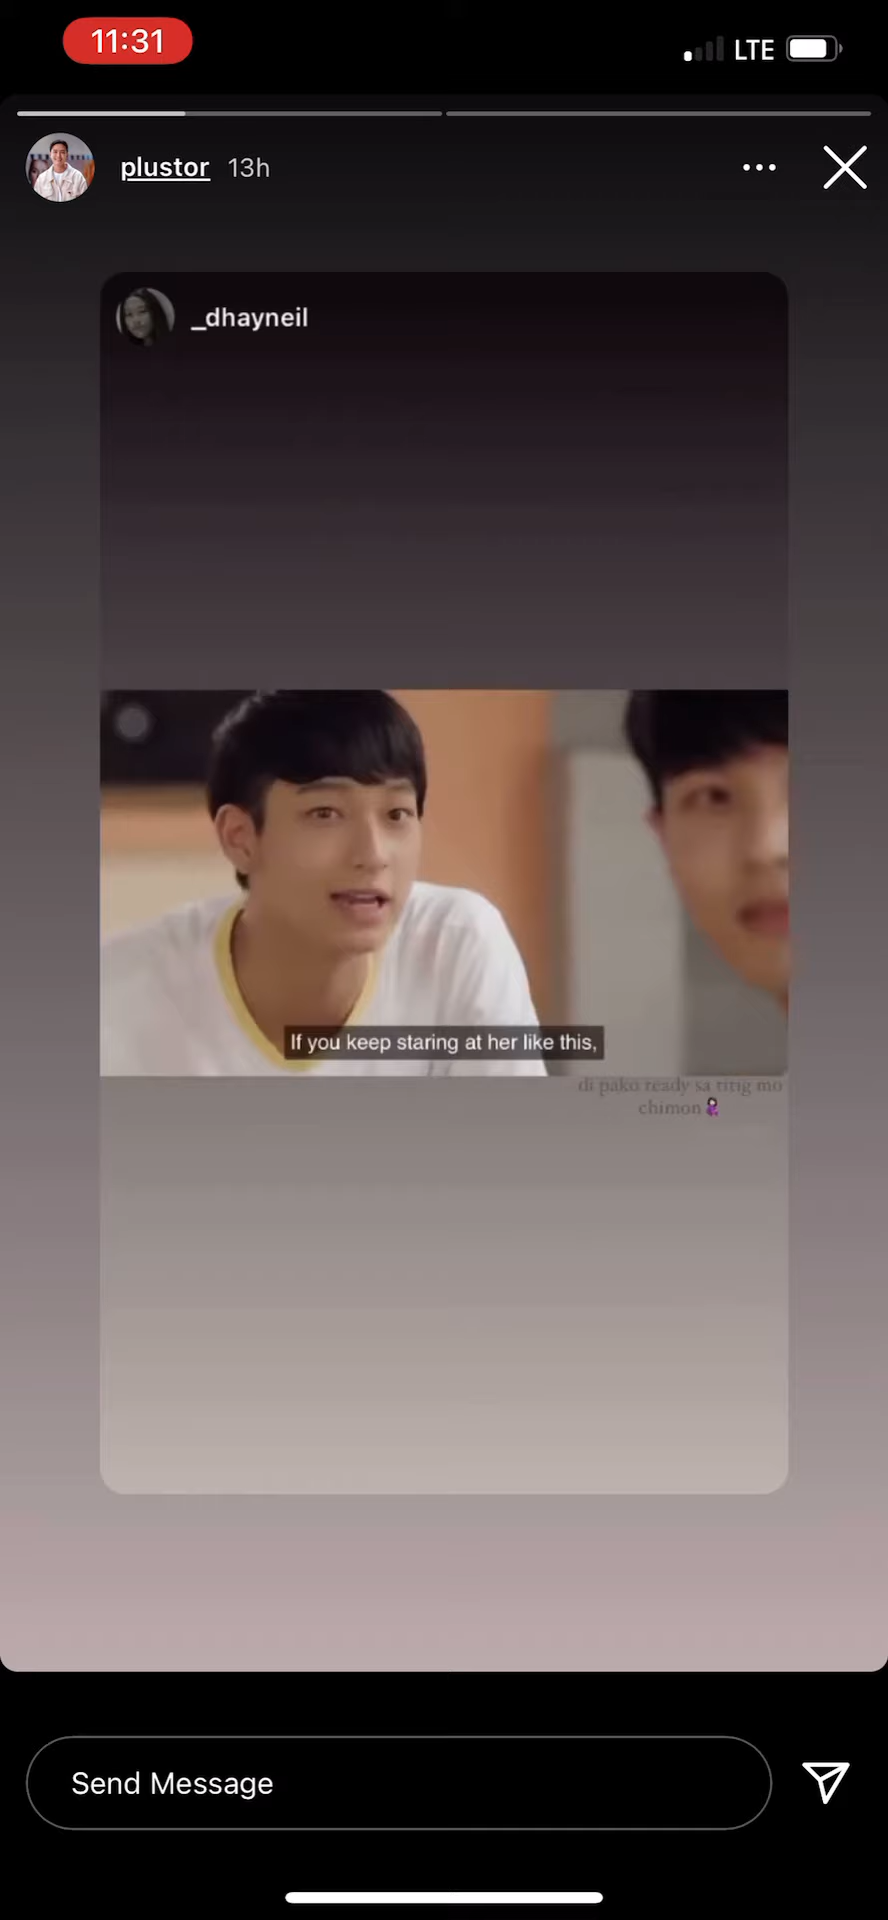 11:31
LTE
plustor 13h
_dhayneil
If you keep staring at her like this,
di pako ready sa titig mo
chimon
Send Message